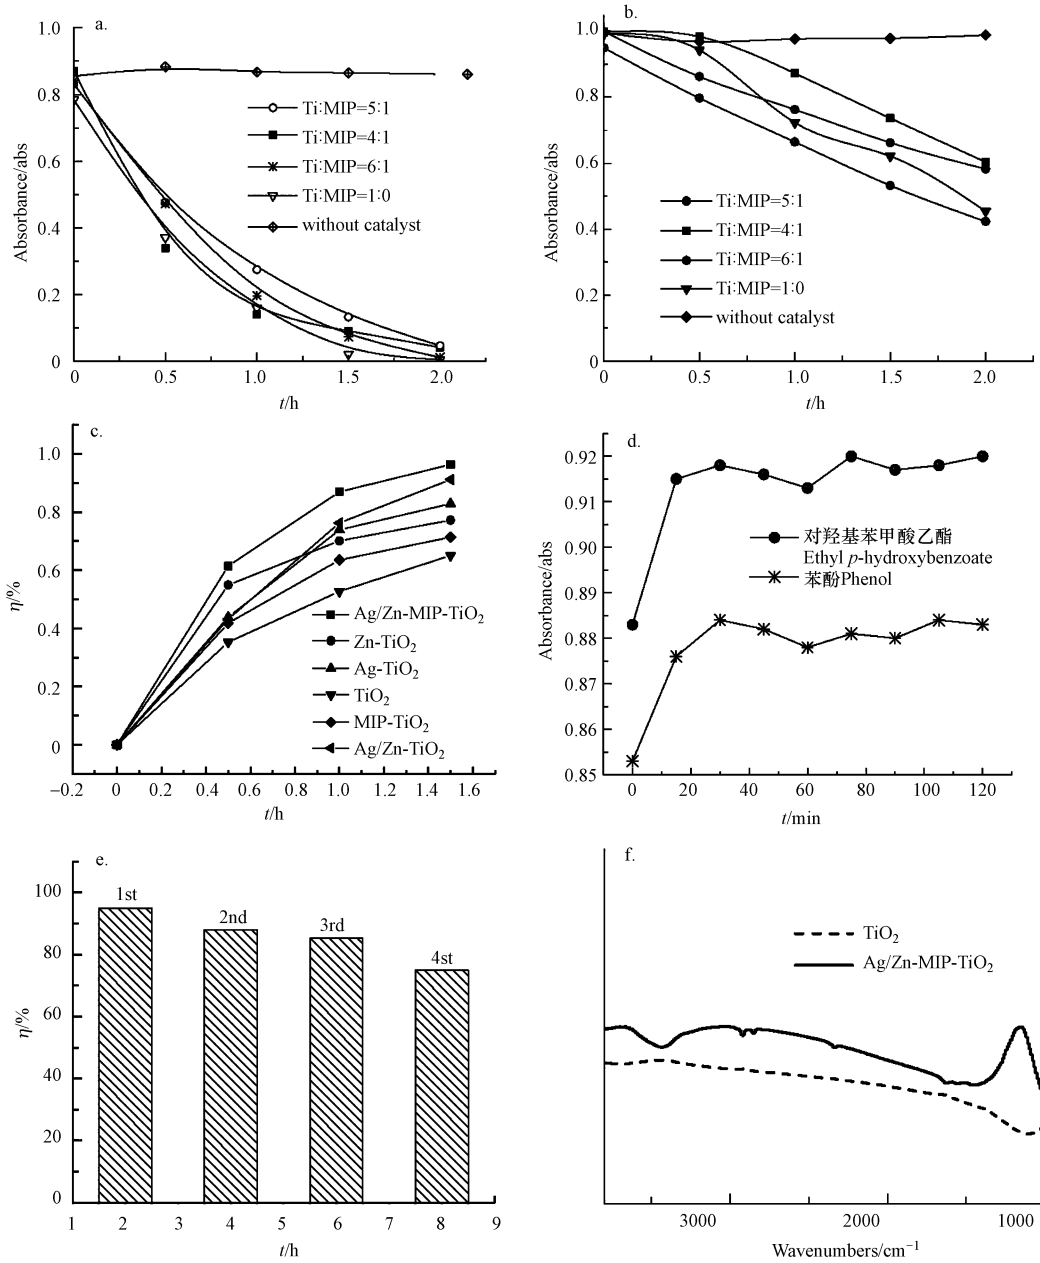 a.
1.0
0.8
0.6
0.4
0.2
0
Absorbance/abs
Ti:MIP=5:1
Ti:MIP=4:1
Ti:MIP=6:1
Ti:MIP=1:0
without catalyst
0 0.5 1.0 1.5 2.0
t/h
b.
1.0
0.8
0.6
0.4
0.2
0
Absorbance/abs
Ti:MIP=5:1
Ti:MIP=4:1
Ti:MIP=6:1
Ti:MIP=1:0
without catalyst
0 0.5 1.0 1.5 2.0
t/h
c.
1.0
0.8
0.6
0.4
0.2
0
η/%
Ag/Zn-MIP-TiO₂
Zn-TiO₂
Ag-TiO₂
TiO₂
MIP-TiO₂
Ag/Zn-TiO₂
−0.2 0 0.2 0.4 0.6 0.8 1.0 1.2 1.4 1.6
t/h
d.
0.92
0.91
0.90
0.89
0.88
0.87
0.86
0.85
Absorbance/abs
对羟基苯甲酸乙酯
Ethyl p-hydroxybenzoate
苯酚Phenol
0 20 40 60 80 100 120
t/min
e.
100
80
60
40
20
0
η/%
1st
2nd
3rd
4st
1 2 3 4 5 6 7 8 9
t/h
f.
TiO₂
Ag/Zn-MIP-TiO₂
3000 2000 1000
Wavenumbers/cm⁻¹